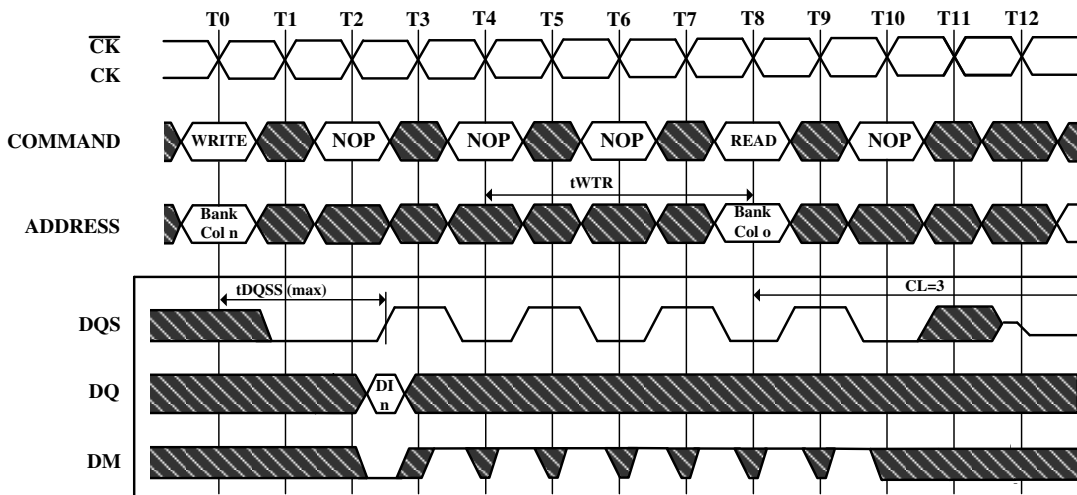 T0 T1 T2 T3 T4 T5 T6 T7 T8 T9 T10 T11 T12
CK
CK
COMMAND WRITE NOP NOP NOP READ NOP
tWTR
ADDRESS Bank Col n Bank Col o
tDQSS (max) CL=3
DQS
DQ DI n
DM